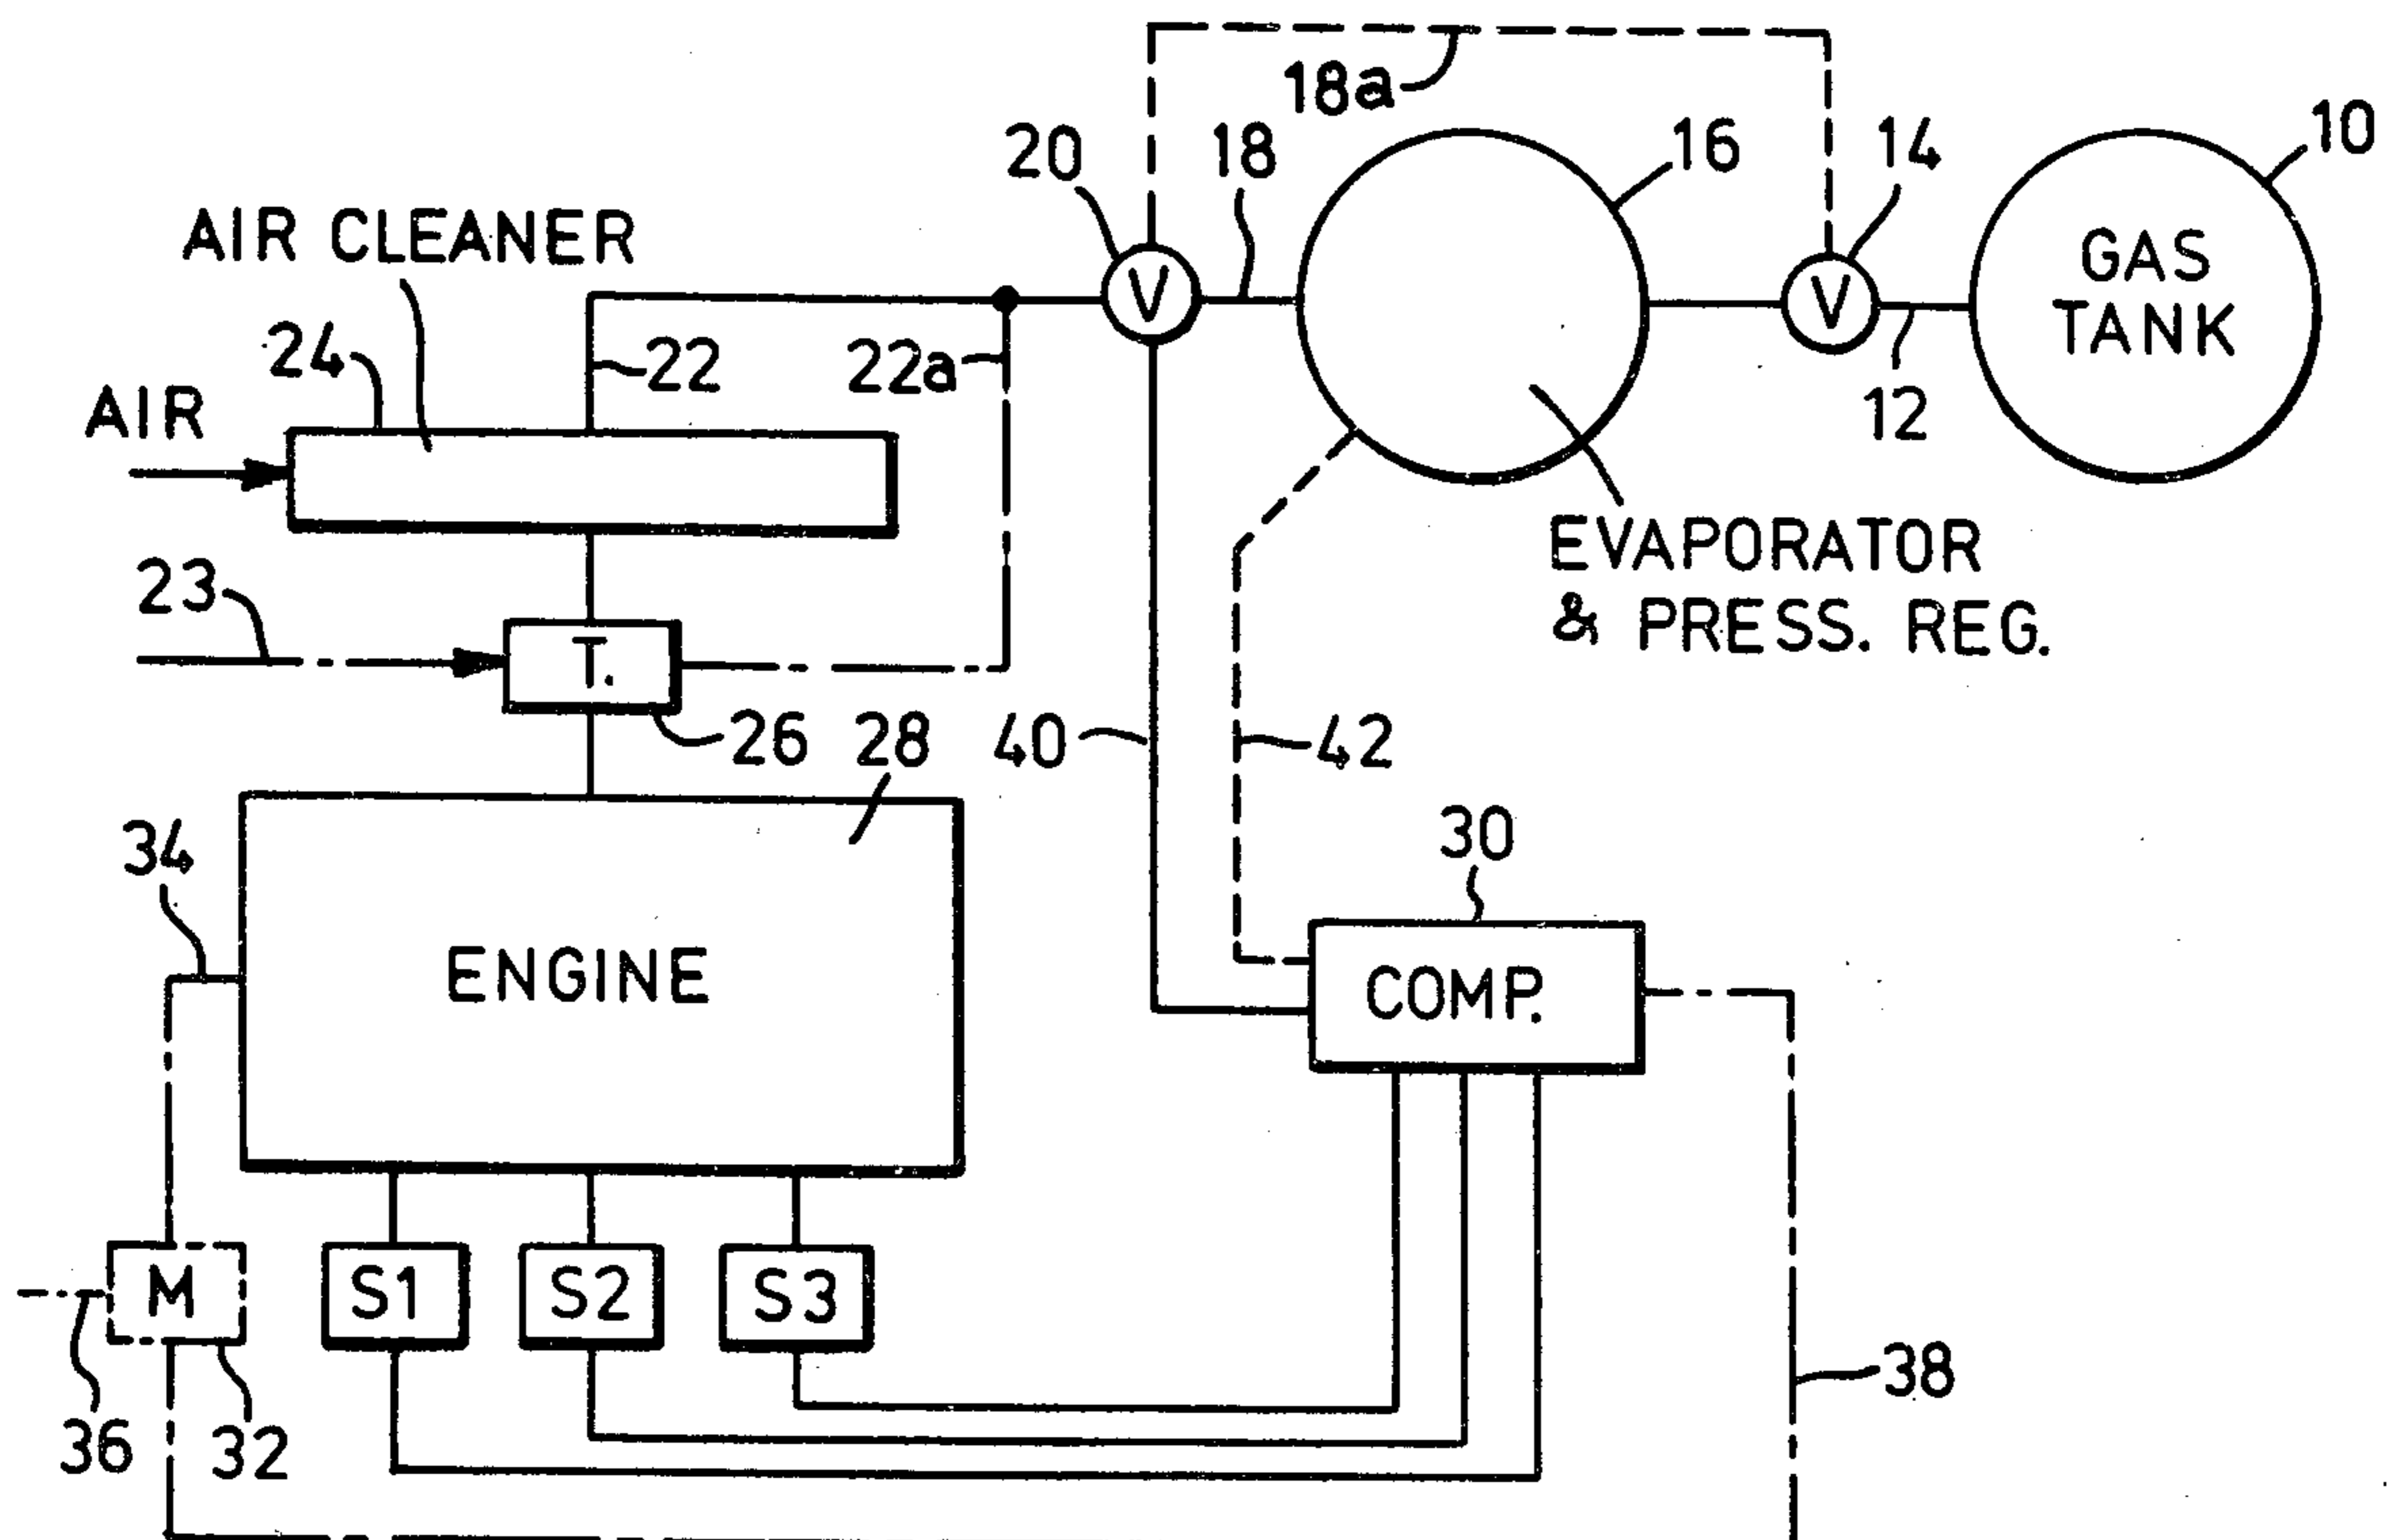 18a
10
20
18
16
14
AIR CLEANER
GAS
TANK
V
V
24
22
22a
AIR
12
EVAPORATOR
& PRESS. REG.
23
T.
26
28
40
42
34
30
ENGINE
COMP.
M
S1
S2
S3
38
36
32